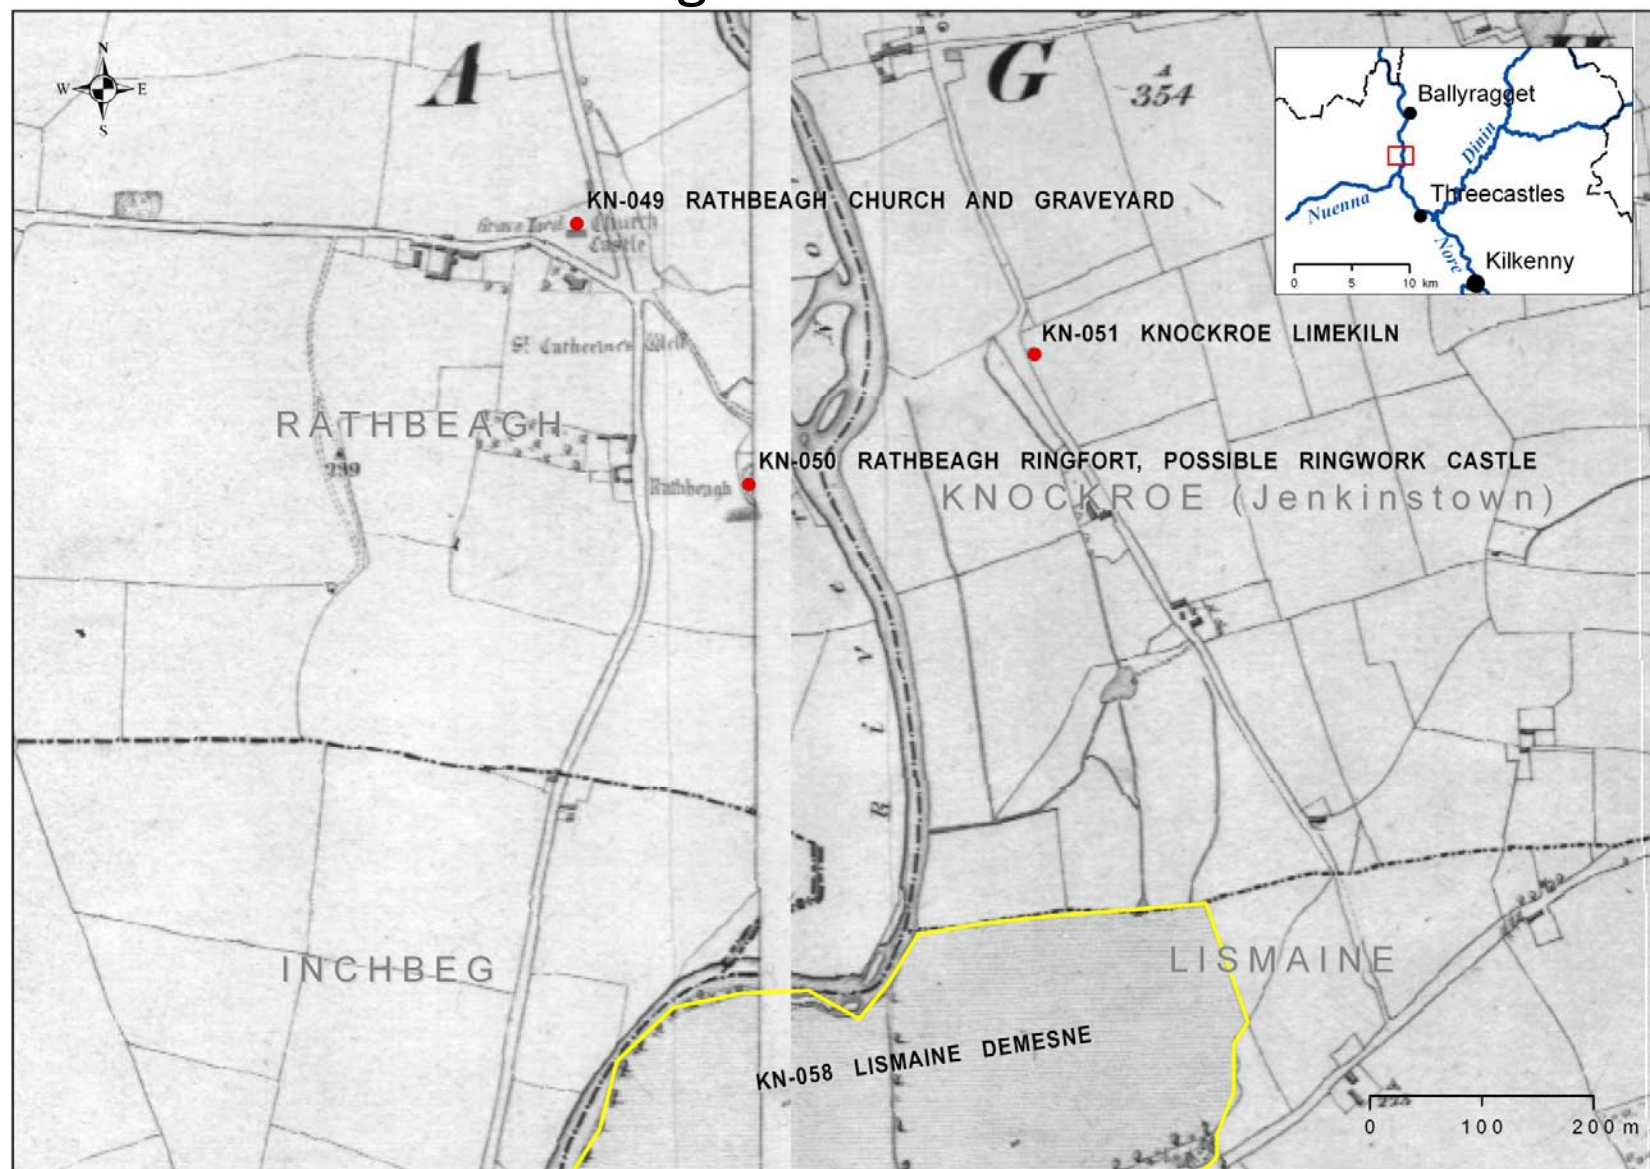 g
N
W E
S
A
G
354
Ballyragget
Dinin
Threecastles
Nuenna
Nore
Kilkenny
0 5 10 km
KN-049 RATHBEAGH CHURCH AND GRAVEYARD
Grave Yard Church
Castle
KN-051 KNOCKROE LIMEKILN
St Catherine's Well
RATHBEAGH
299
KN-050 RATHBEAGH RINGFORT, POSSIBLE RINGWORK CASTLE
Rathbeagh
KNOCKROE (Jenkinstown)
INCHBEG
LISMAINE
KN-058 LISMAINE DEMESNE
0 100 200 m